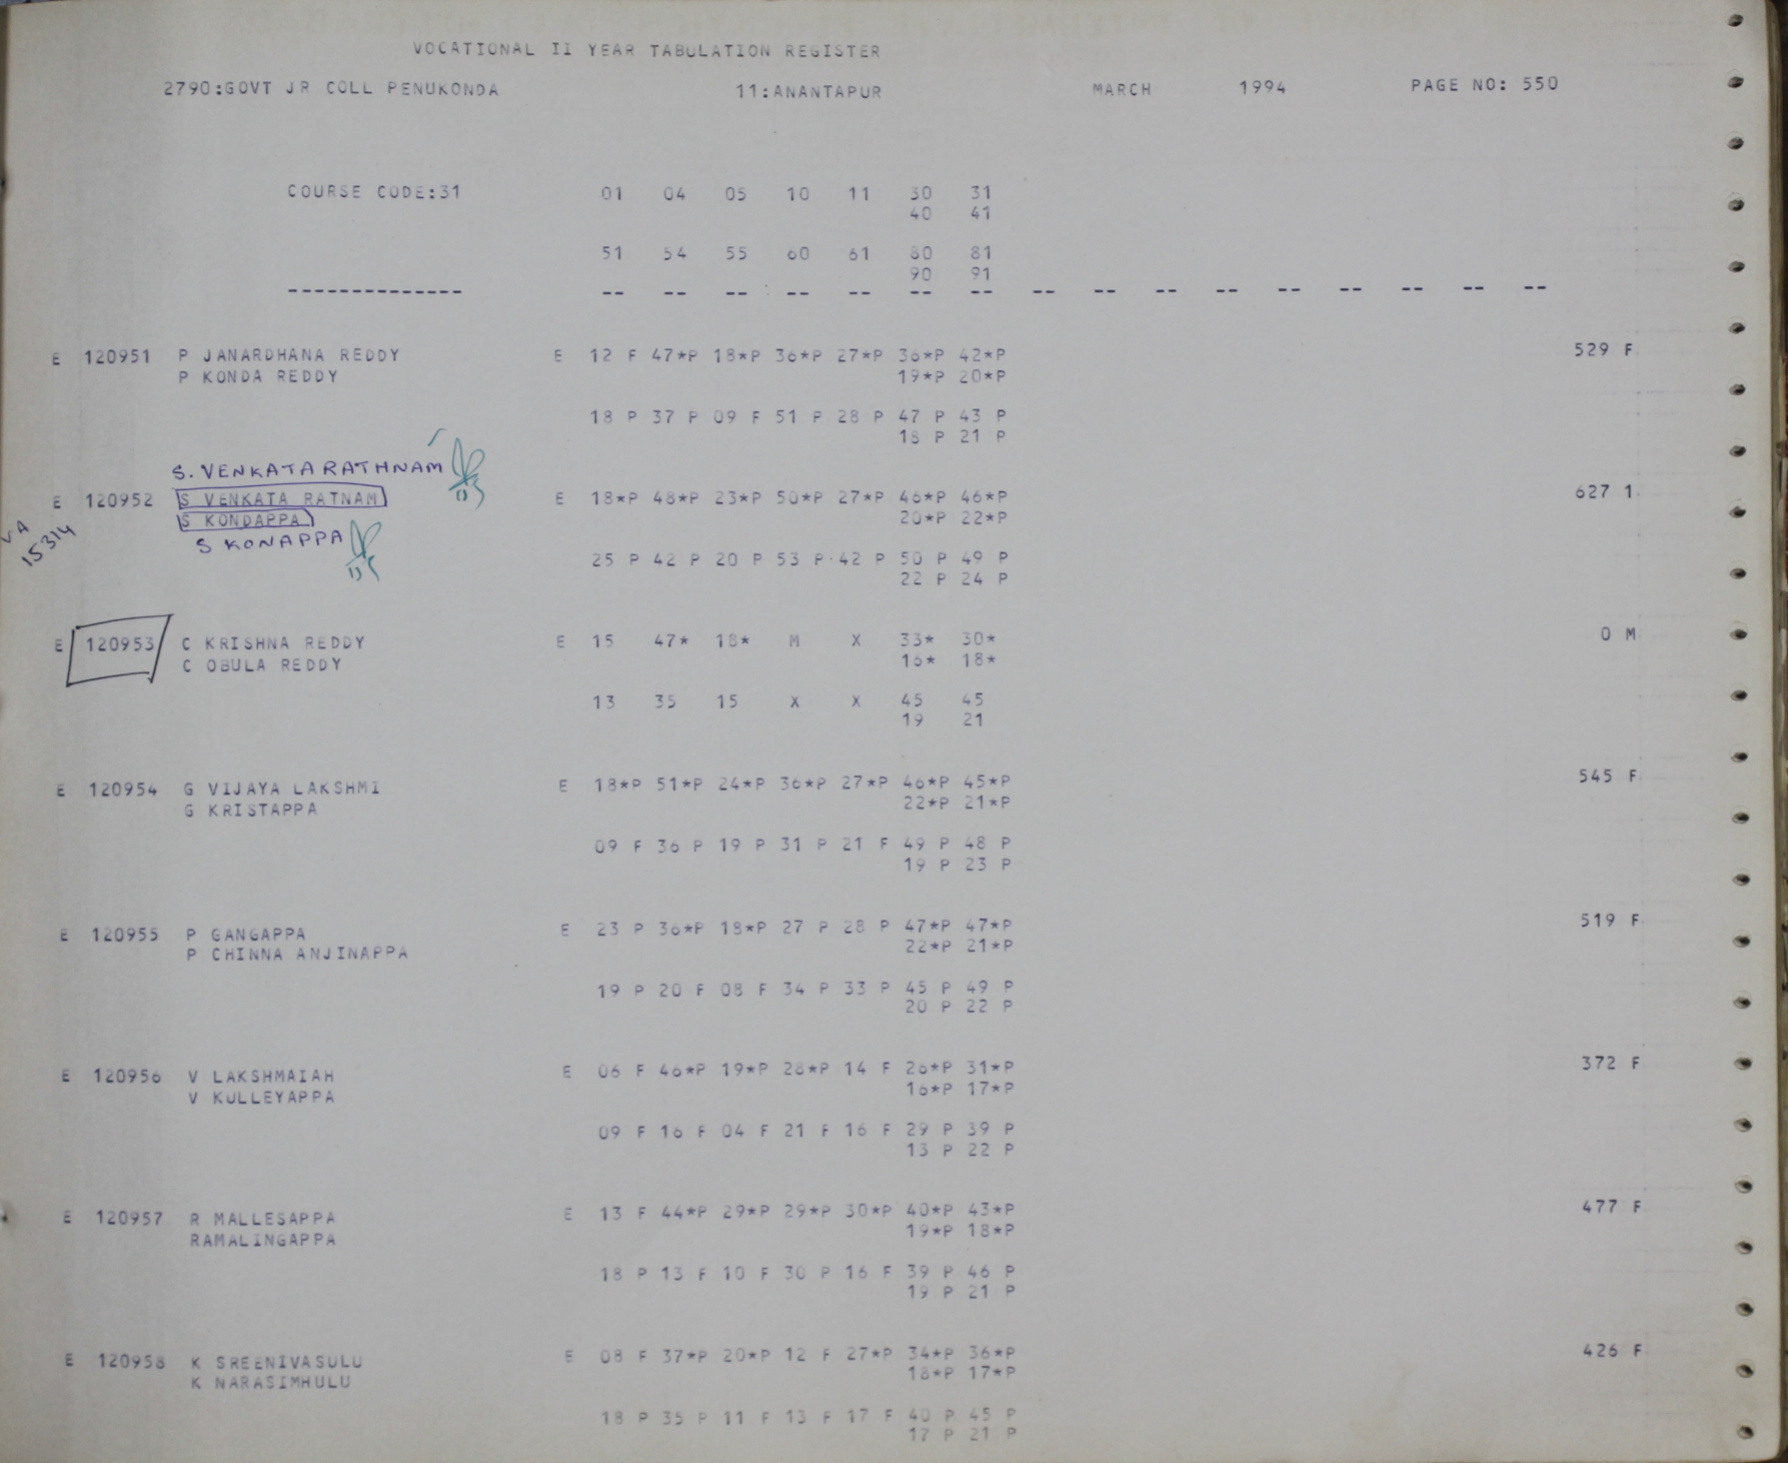 VOCATIONAL II YEAR TABULATION REGISTER
2790:GOVT JR COLL PENUKONDA 11:ANANTAPUR MARCH 1994 PAGE NO: 550
COURSE CODE:31 01 04 05 10 11 30 31
40 41
51 54 55 60 61 80 81
90 91
-------------- -- -- -- -- -- -- -- -- -- -- -- -- -- -- -- --
E 120951 P JANARDHANA REDDY E 12 F 47*P 18*P 36*P 27*P 36*P 42*P 529 F
P KONDA REDDY 19*P 20*P
18 P 37 P 09 F 51 P 28 P 47 P 43 P
18 P 21 P
S. VENKATARATHNAM
E 120952 S VENKATA RATNAM E 18*P 48*P 23*P 50*P 27*P 46*P 46*P 627 1
S KONDAPPA 20*P 22*P
S KONAPPA
15314
25 P 42 P 20 P 53 P 42 P 50 P 49 P
22 P 24 P
E 120953 C KRISHNA REDDY E 15 47* 18* M X 33* 30* 0 M
C OBULA REDDY 16* 18*
13 35 15 X X 45 45
19 21
E 120954 G VIJAYA LAKSHMI E 18*P 51*P 24*P 36*P 27*P 46*P 45*P 545 F
G KRISTAPPA 22*P 21*P
09 F 36 P 19 P 31 P 21 F 49 P 48 P
19 P 23 P
E 120955 P GANGAPPA E 23 P 36*P 18*P 27 P 28 P 47*P 47*P 519 F
P CHINNA ANJINAPPA 22*P 21*P
19 P 20 F 08 F 34 P 33 P 45 P 49 P
20 P 22 P
E 120956 V LAKSHMAIAH E 06 F 46*P 19*P 28*P 14 F 26*P 31*P 372 F
V KULLEYAPPA 16*P 17*P
09 F 16 F 04 F 21 F 16 F 29 P 39 P
13 P 22 P
E 120957 R MALLESAPPA E 13 F 44*P 29*P 29*P 30*P 40*P 43*P 477 F
RAMALINGAPPA 19*P 18*P
18 P 13 F 10 F 30 P 16 F 39 P 46 P
19 P 21 P
E 120958 K SREENIVASULU E 08 F 37*P 20*P 12 F 27*P 34*P 36*P 426 F
K NARASIMHULU 18*P 17*P
18 P 35 P 11 F 13 F 17 F 40 P 45 P
17 P 21 P